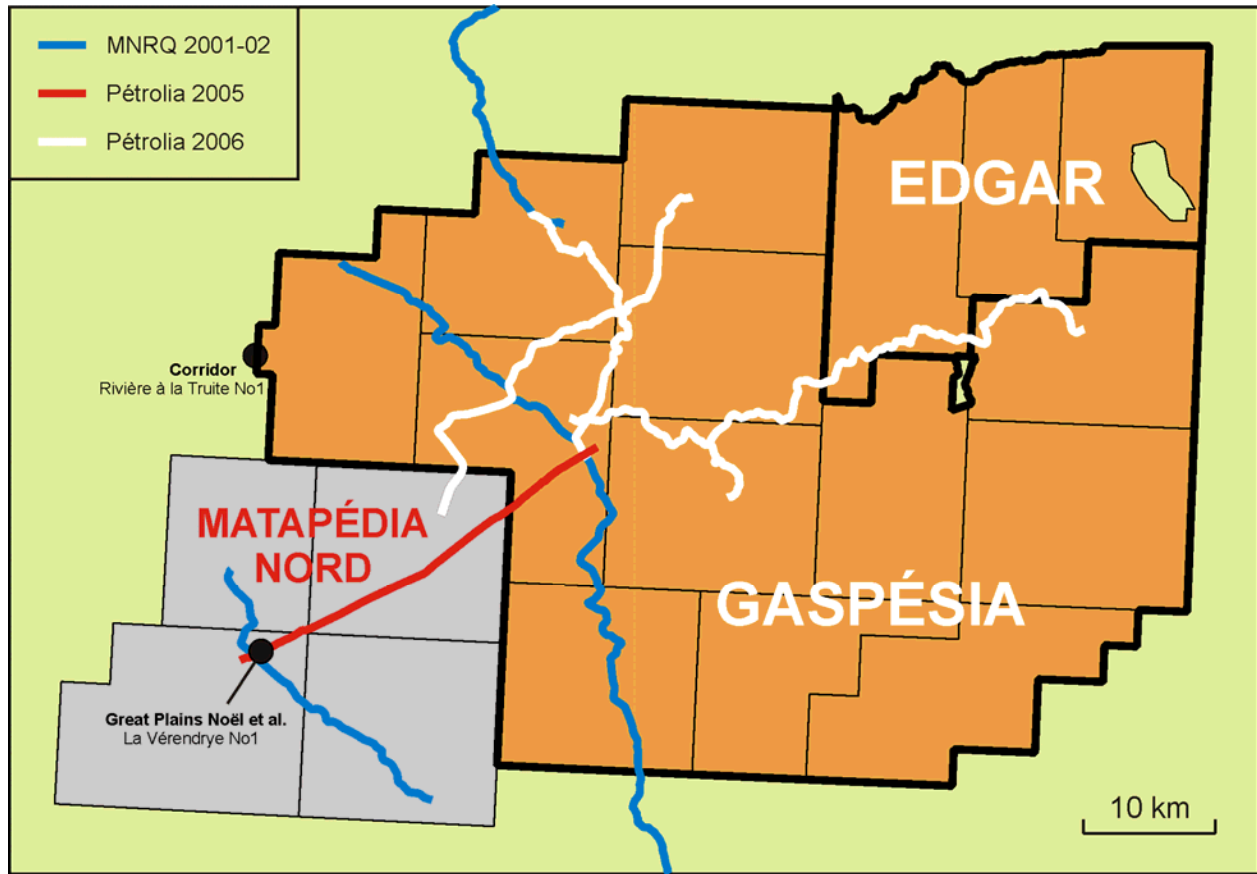 MNRQ 2001-02
Pétrolia 2005
Pétrolia 2006
EDGAR
Corridor
Rivière à la Truite No1
MATAPÉDIA
NORD
GASPÉSIA
Great Plains Noël et al.
La Vérendrye No1
10 km